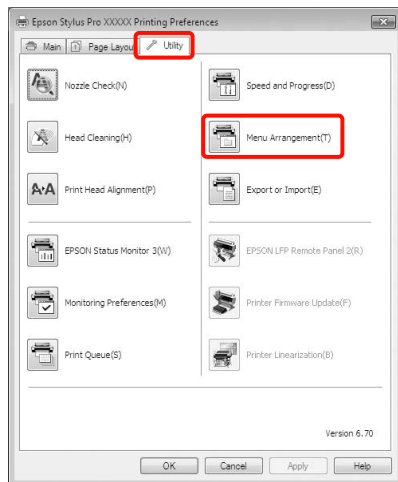 Epson Stylus Pro XXXXX Printing Preferences
Main Page Layou Utility
Nozzle Check(N)
Speed and Progress(D)
Head Cleaning(H)
Menu Arrangement(T)
Print Head Alignment(P)
Export or Import(E)
EPSON Status Monitor 3(W)
EPSON LFP Remote Panel 2(R)
Monitoring Preferences(M)
Printer Firmware Update(F)
Print Queue(S)
Printer Linearization(B)
Version 6.70
OK Cancel Apply Help